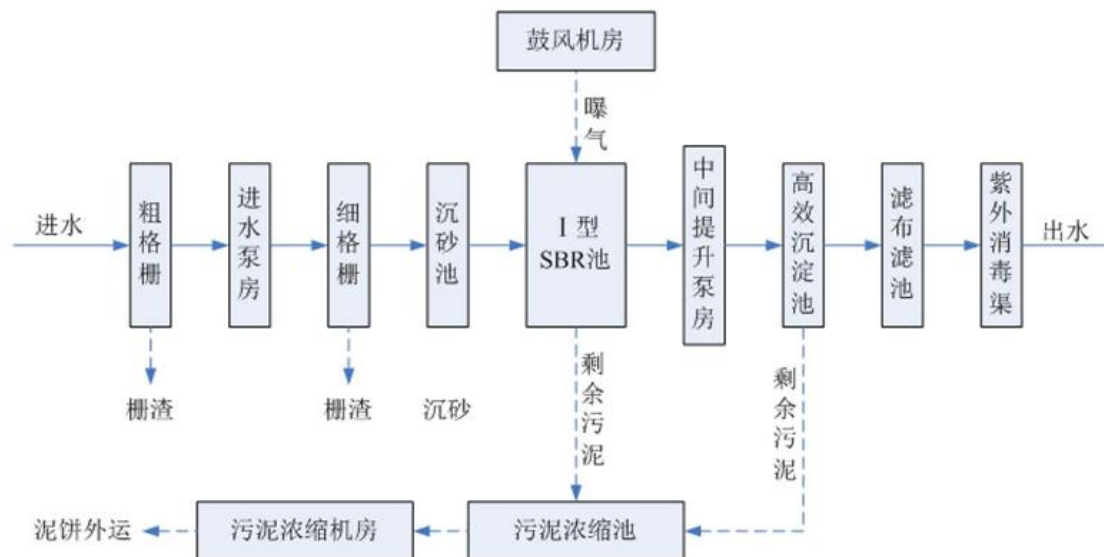 鼓风机房
曝气
进水
粗格栅
进水泵房
细格栅
沉砂池
I 型
SBR池
中间提升泵房
高效沉淀池
滤布滤池
紫外消毒渠
出水
栅渣
栅渣
沉砂
剩余污泥
剩余污泥
泥饼外运
污泥浓缩机房
污泥浓缩池